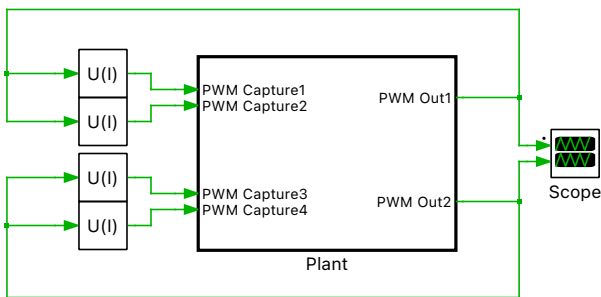 U(I)
U(I)
PWM Capture1
PWM Capture2
PWM Out1
U(I)
U(I)
PWM Capture3
PWM Capture4
PWM Out2
Scope
Plant